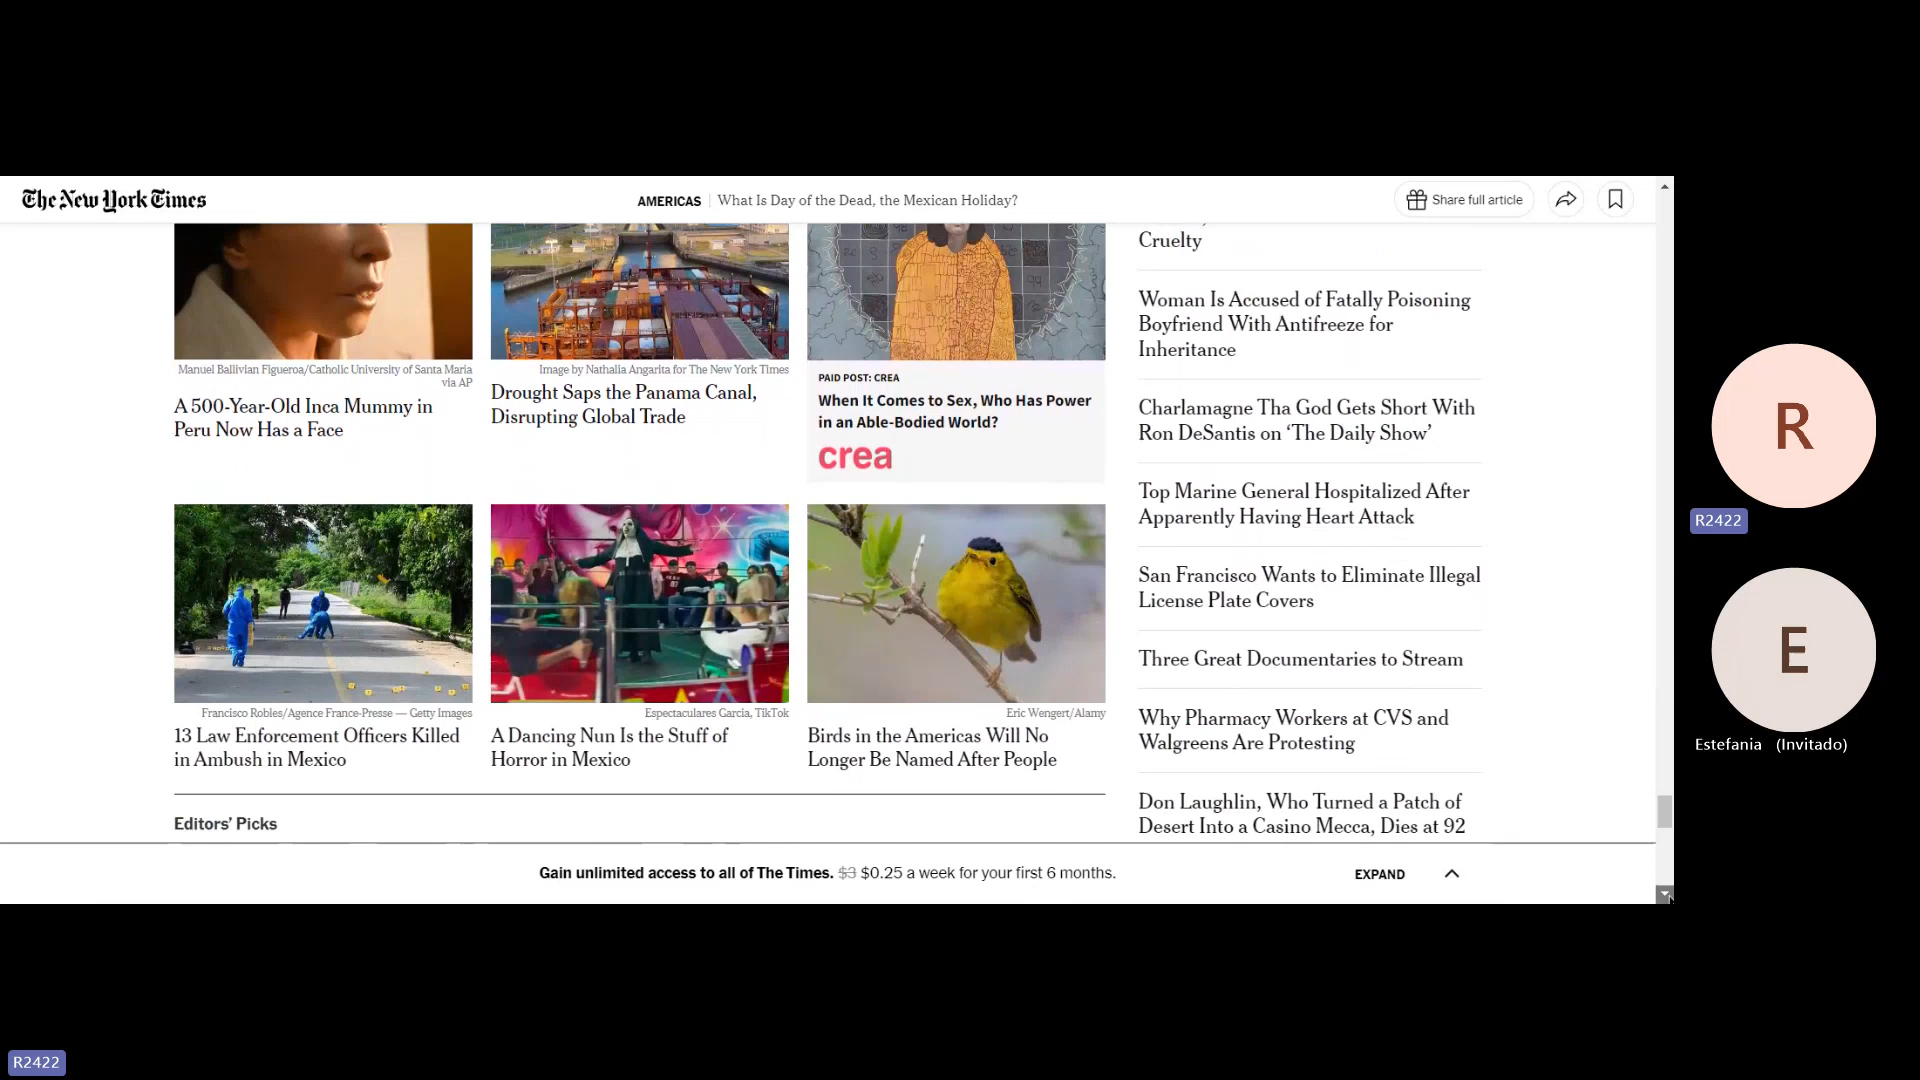 The New York Times
AMERICAS
What Is Day of the Dead, the Mexican Holiday?
Share full article
Manuel Ballivian Figueroa/Catholic University of Santa Maria
via AP
A 500-Year-Old Inca Mummy in
Peru Now Has a Face
Image by Nathalia Angarita for The New York Times
Drought Saps the Panama Canal,
Disrupting Global Trade
PAID POST: CREA
When It Comes to Sex, Who Has Power
in an Able-Bodied World?
crea
Francisco Robles/Agence France-Presse — Getty Images
13 Law Enforcement Officers Killed
in Ambush in Mexico
Espectaculares Garcia, TikTok
A Dancing Nun Is the Stuff of
Horror in Mexico
Eric Wengert/Alamy
Birds in the Americas Will No
Longer Be Named After People
Editors’ Picks
Cruelty
Woman Is Accused of Fatally Poisoning
Boyfriend With Antifreeze for
Inheritance
Charlamagne Tha God Gets Short With
Ron DeSantis on ‘The Daily Show’
Top Marine General Hospitalized After
Apparently Having Heart Attack
San Francisco Wants to Eliminate Illegal
License Plate Covers
Three Great Documentaries to Stream
Why Pharmacy Workers at CVS and
Walgreens Are Protesting
Don Laughlin, Who Turned a Patch of
Desert Into a Casino Mecca, Dies at 92
Gain unlimited access to all of The Times. $3 $0.25 a week for your first 6 months.
EXPAND
R
R2422
E
Estefania (Invitado)
R2422